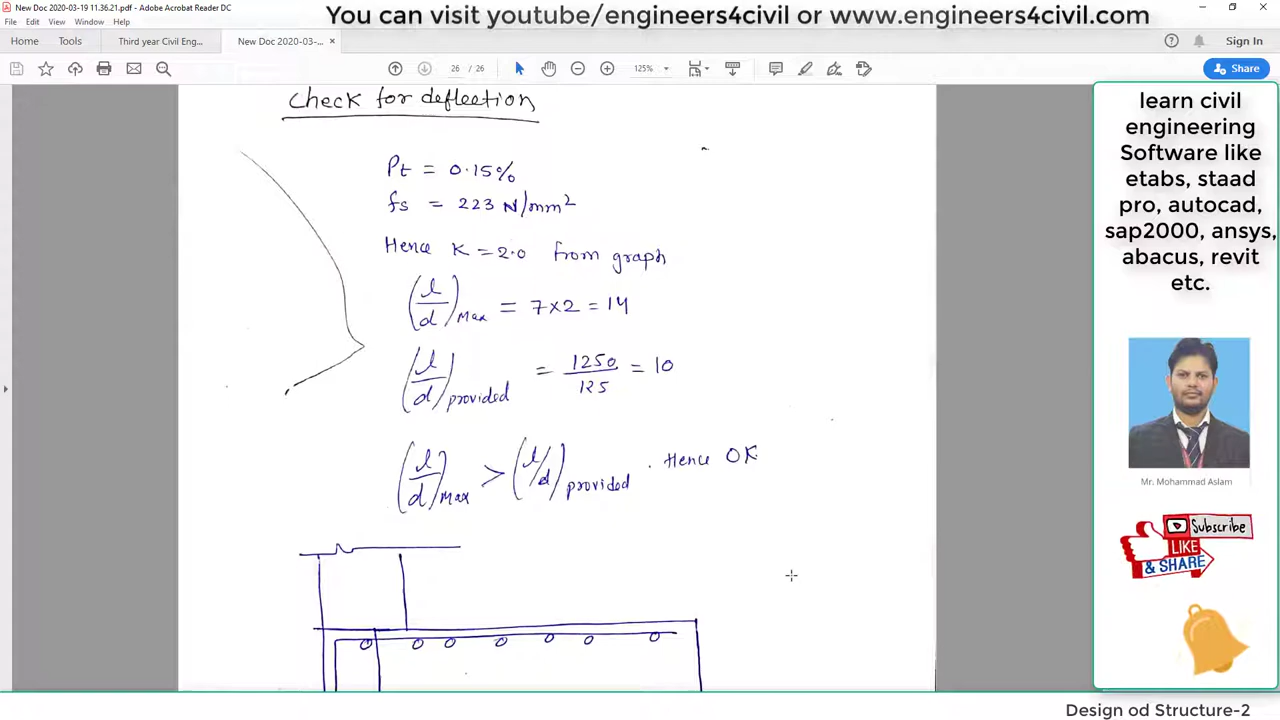 New Doc 2020-03-19 11.36.21.pdf - Adobe Acrobat Reader DC
You can visit youtube/engineers4civil or www.engineers4civil.com
File Edit View Window Help
Home Tools Third year Civil Eng... New Doc 2020-03-... × Sign In
26 / 26 125% Share
Check for deflection
Pt = 0.15%
fs = 223 N/mm²
Hence K = 2.0 from graph
(l/d)Max = 7×2 = 14
(l/d)provided = 1250/125 = 10
(l/d)Max > (l/d)provided . Hence OK
learn civil
engineering
Software like
etabs, staad
pro, autocad,
sap2000, ansys,
abacus, revit
etc.
Mr. Mohammad Aslam
Subscribe
LIKE
& SHARE
Design od Structure-2